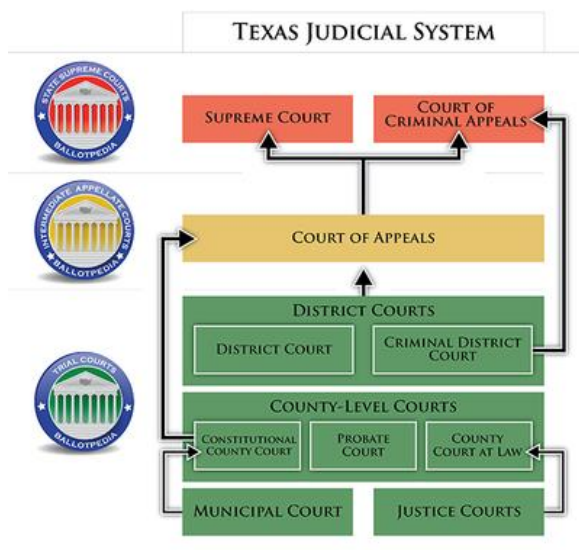 TEXAS JUDICIAL SYSTEM
STATE SUPREME COURTS
BALLOTPEDIA
SUPREME COURT
COURT OF
CRIMINAL APPEALS
INTERMEDIATE APPELLATE COURTS
BALLOTPEDIA
COURT OF APPEALS
TRIAL COURTS
BALLOTPEDIA
DISTRICT COURTS
DISTRICT COURT
CRIMINAL DISTRICT
COURT
COUNTY-LEVEL COURTS
CONSTITUTIONAL
COUNTY COURT
PROBATE
COURT
COUNTY
COURT AT LAW
MUNICIPAL COURT
JUSTICE COURTS